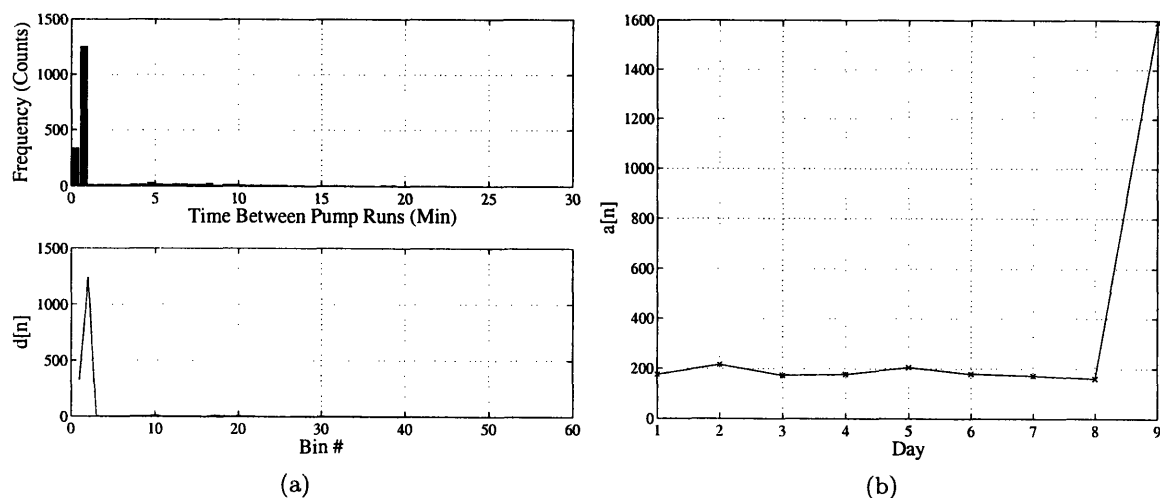 Frequency (Counts)
1500
1000
500
0
0 5 10 15 20 25 30
Time Between Pump Runs (Min)
d[n]
1500
1000
500
0
0 10 20 30 40 50 60
Bin #
(a)
a[n]
1600
1400
1200
1000
800
600
400
200
0
1 2 3 4 5 6 7 8 9
Day
(b)